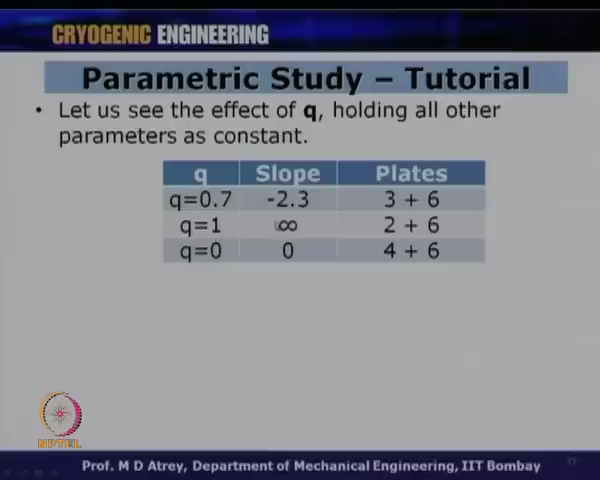 CRYOGENIC ENGINEERING
Parametric Study – Tutorial
• Let us see the effect of q, holding all other
parameters as constant.
q Slope Plates
q=0.7 -2.3 3 + 6
q=1 ∞ 2 + 6
q=0 0 4 + 6
NPTEL
Prof. M D Atrey, Department of Mechanical Engineering, IIT Bombay